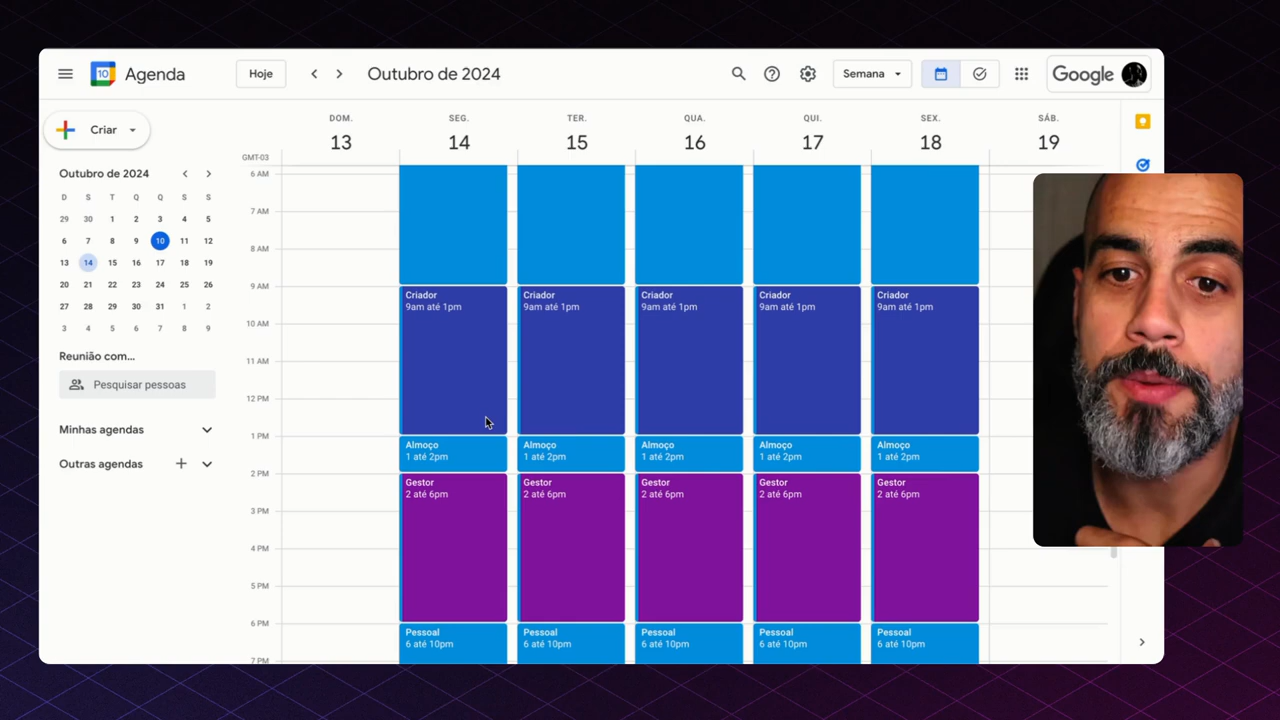 10 Agenda
Hoje
Outubro de 2024
Semana
Google
Criar
Outubro de 2024
D S T Q Q S S
29 30 1 2 3 4 5
6 7 8 9 10 11 12
13 14 15 16 17 18 19
20 21 22 23 24 25 26
27 28 29 30 31 1 2
3 4 5 6 7 8 9
Reunião com...
Pesquisar pessoas
Minhas agendas
Outras agendas
DOM. SEG. TER. QUA. QUI. SEX. SÁB.
13 14 15 16 17 18 19
GMT-03
6 AM
7 AM
8 AM
9 AM
Criador Criador Criador Criador Criador
9am até 1pm 9am até 1pm 9am até 1pm 9am até 1pm 9am até 1pm
10 AM
11 AM
12 PM
1 PM
Almoço Almoço Almoço Almoço Almoço
1 até 2pm 1 até 2pm 1 até 2pm 1 até 2pm 1 até 2pm
2 PM
Gestor Gestor Gestor Gestor Gestor
2 até 6pm 2 até 6pm 2 até 6pm 2 até 6pm 2 até 6pm
3 PM
4 PM
5 PM
6 PM
Pessoal Pessoal Pessoal Pessoal Pessoal
6 até 10pm 6 até 10pm 6 até 10pm 6 até 10pm 6 até 10pm
7 PM